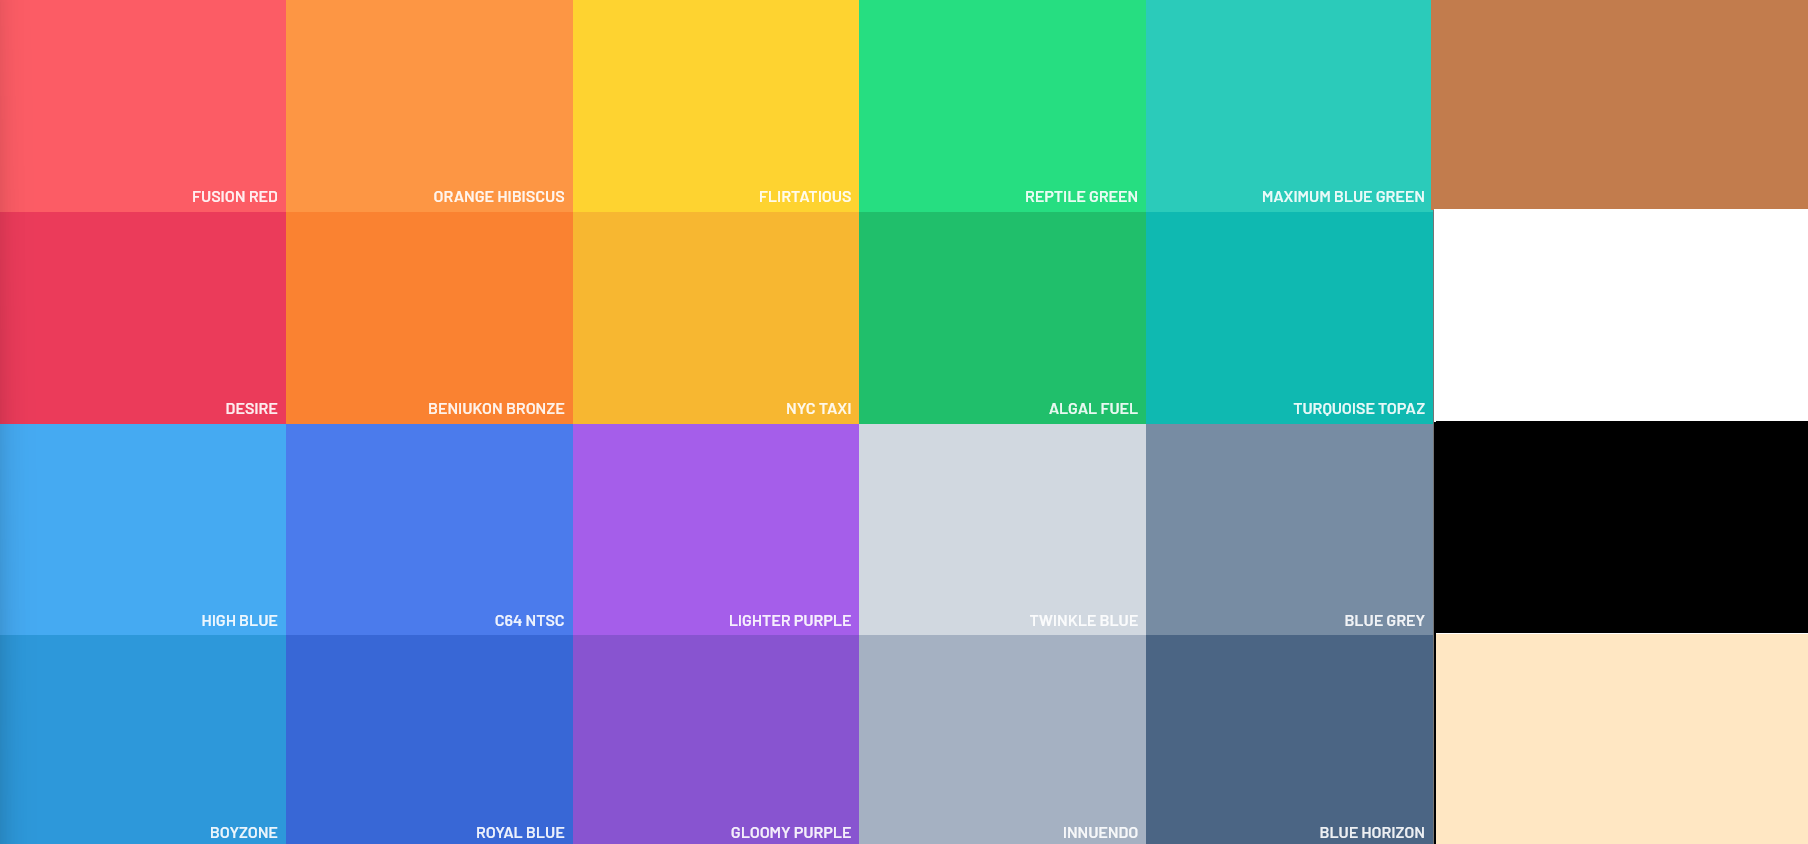 FUSION RED
ORANGE HIBISCUS
FLIRTATIOUS
REPTILE GREEN
MAXIMUM BLUE GREEN
DESIRE
BENIUKON BRONZE
NYC TAXI
ALGAL FUEL
TURQUOISE TOPAZ
HIGH BLUE
C64 NTSC
LIGHTER PURPLE
TWINKLE BLUE
BLUE GREY
BOYZONE
ROYAL BLUE
GLOOMY PURPLE
INNUENDO
BLUE HORIZON